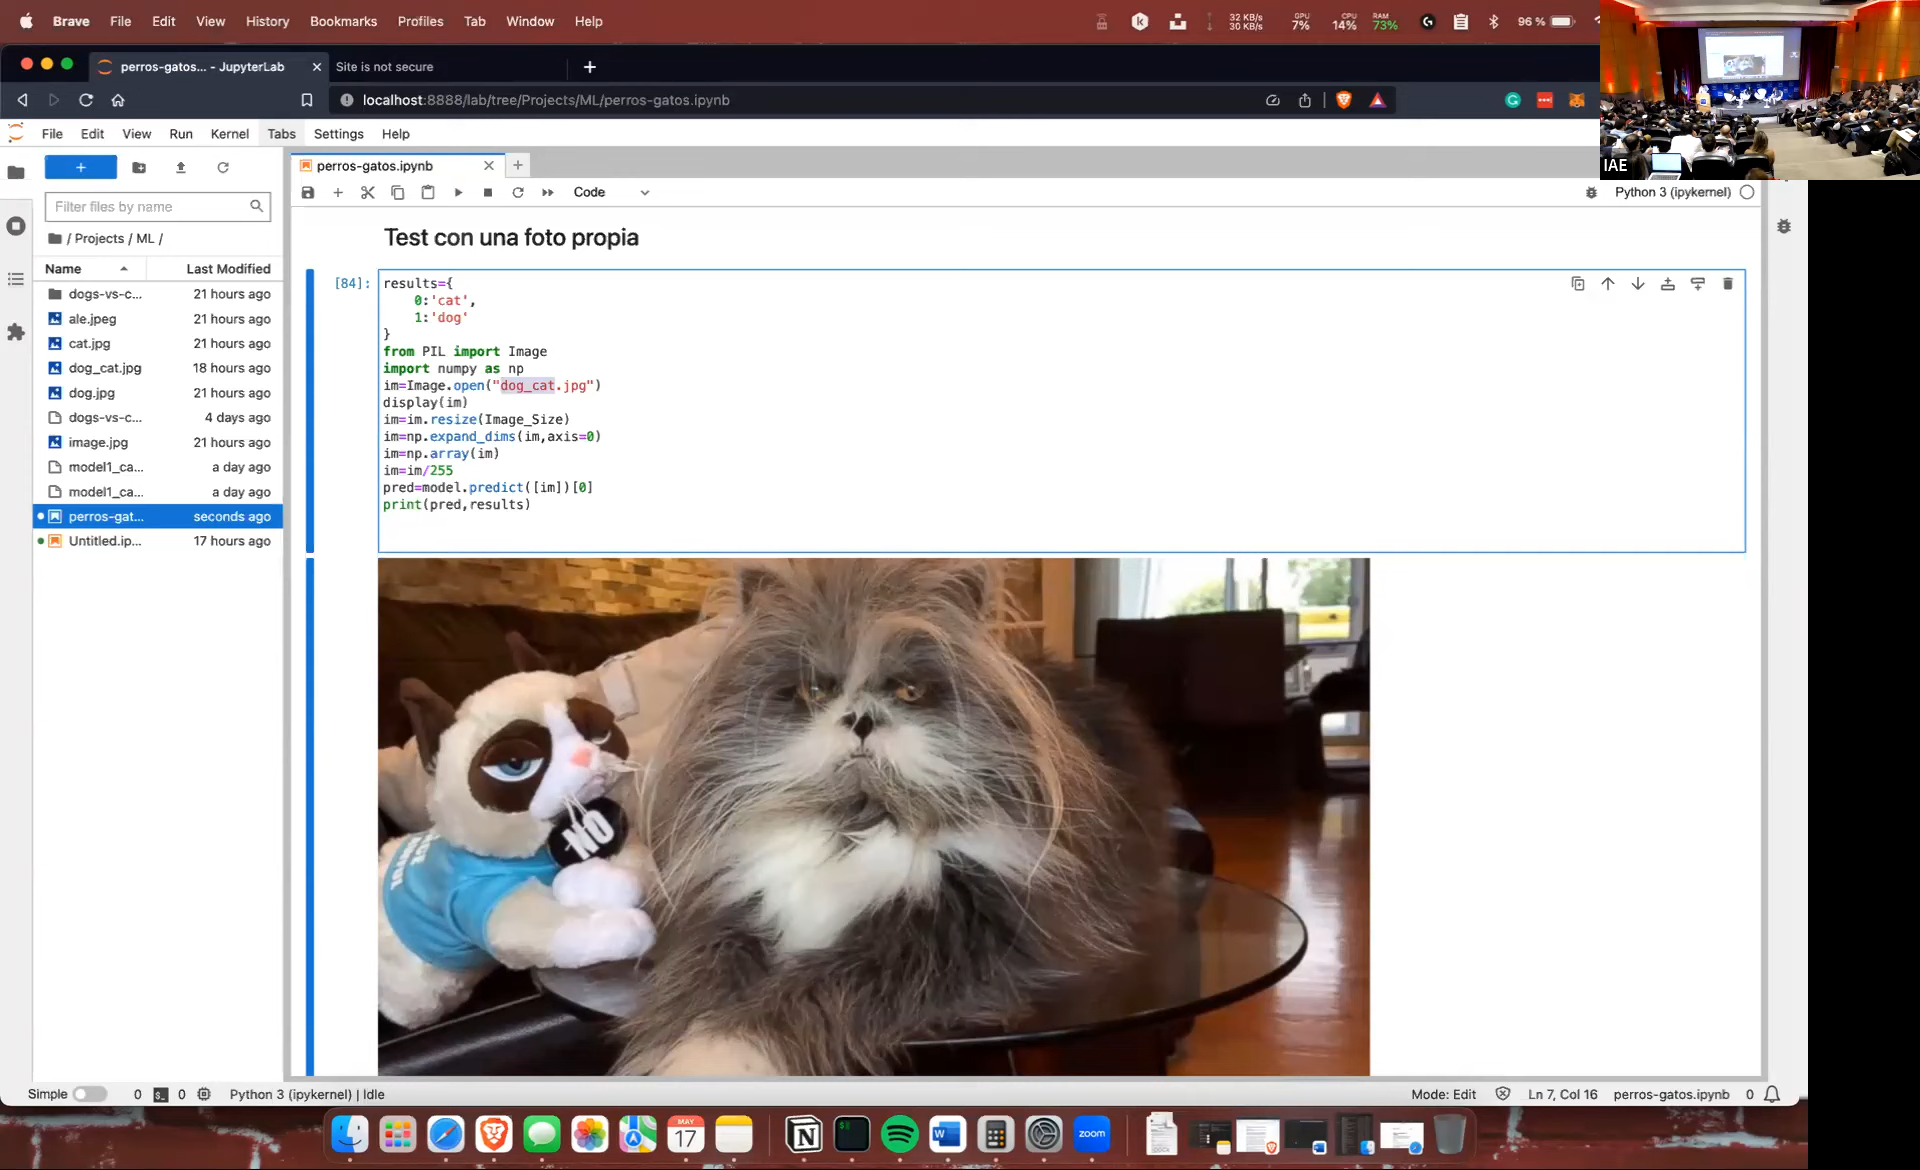 Brave File Edit View History Bookmarks Profiles Tab Window Help
32 KB/s
30 KB/s
GPU
7%
CPU
14%
RAM
73%
96 %
perros-gatos... - JupyterLab
Site is not secure
localhost:8888/lab/tree/Projects/ML/perros-gatos.ipynb
IAE
File Edit View Run Kernel Tabs Settings Help
perros-gatos.ipynb
Code
Python 3 (ipykernel)
Filter files by name
/ Projects / ML /
Name Last Modified
dogs-vs-c... 21 hours ago
ale.jpeg 21 hours ago
cat.jpg 21 hours ago
dog_cat.jpg 18 hours ago
dog.jpg 21 hours ago
dogs-vs-c... 4 days ago
image.jpg 21 hours ago
model1_ca... a day ago
model1_ca... a day ago
perros-gat... seconds ago
Untitled.ip... 17 hours ago
Test con una foto propia
[84]:
results={
0:'cat',
1:'dog'
}
from PIL import Image
import numpy as np
im=Image.open("dog_cat.jpg")
display(im)
im=im.resize(Image_Size)
im=np.expand_dims(im,axis=0)
im=np.array(im)
im=im/255
pred=model.predict([im])[0]
print(pred,results)
NO
Simple 0 $_ 0 Python 3 (ipykernel) | Idle
Mode: Edit Ln 7, Col 16 perros-gatos.ipynb 0
MAY
17
zoom